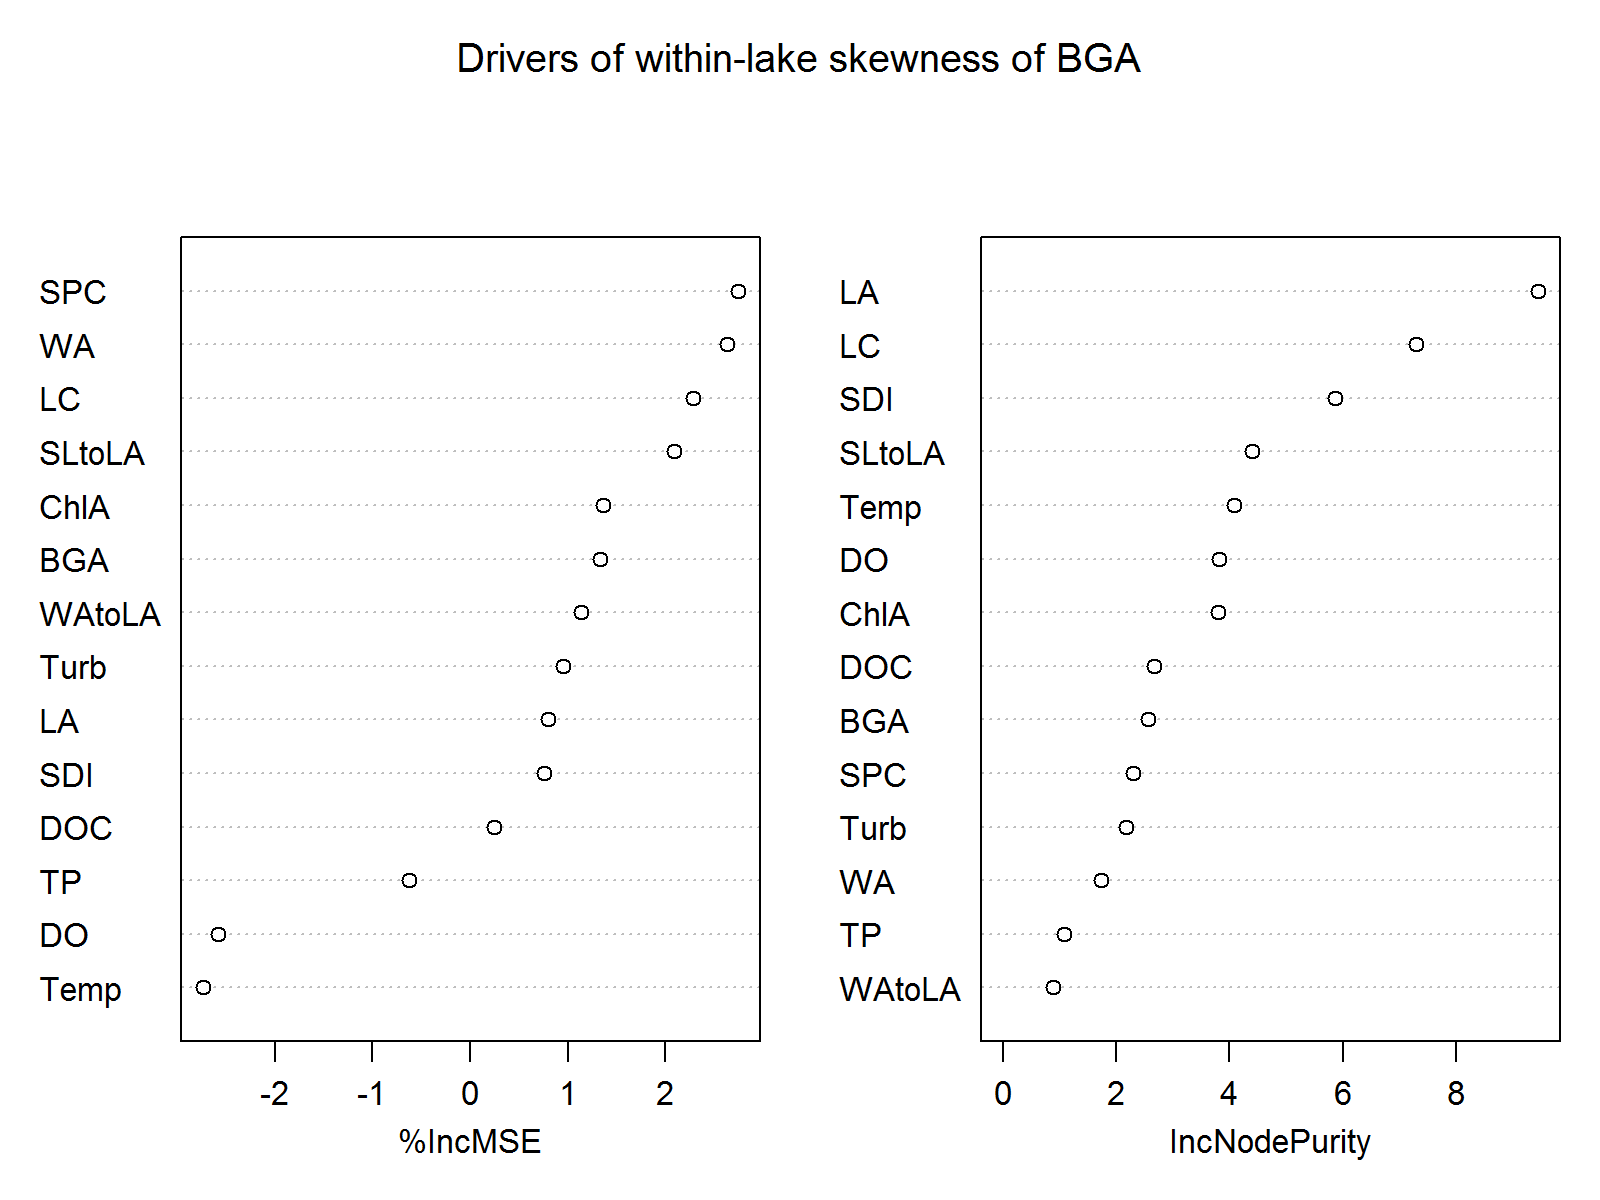 Drivers of within-lake skewness of BGA
SPC
WA
LC
SLtoLA
ChlA
BGA
WAtoLA
Turb
LA
SDI
DOC
TP
DO
Temp
-2 -1 0 1 2
%IncMSE
LA
LC
SDI
SLtoLA
Temp
DO
ChlA
DOC
BGA
SPC
Turb
WA
TP
WAtoLA
0 2 4 6 8
IncNodePurity